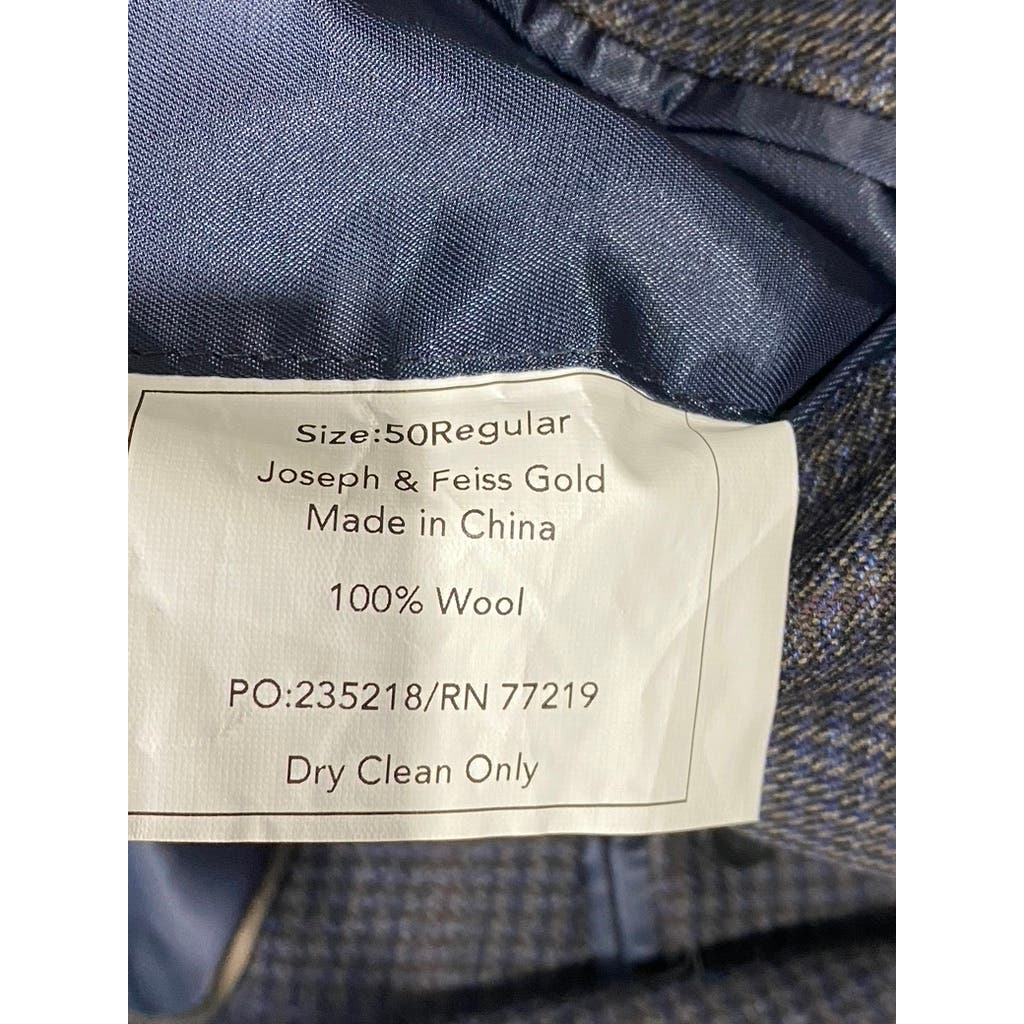 Size:50Regular
Joseph & Feiss Gold
Made in China
100% Wool
PO:235218/RN 77219
Dry Clean Only